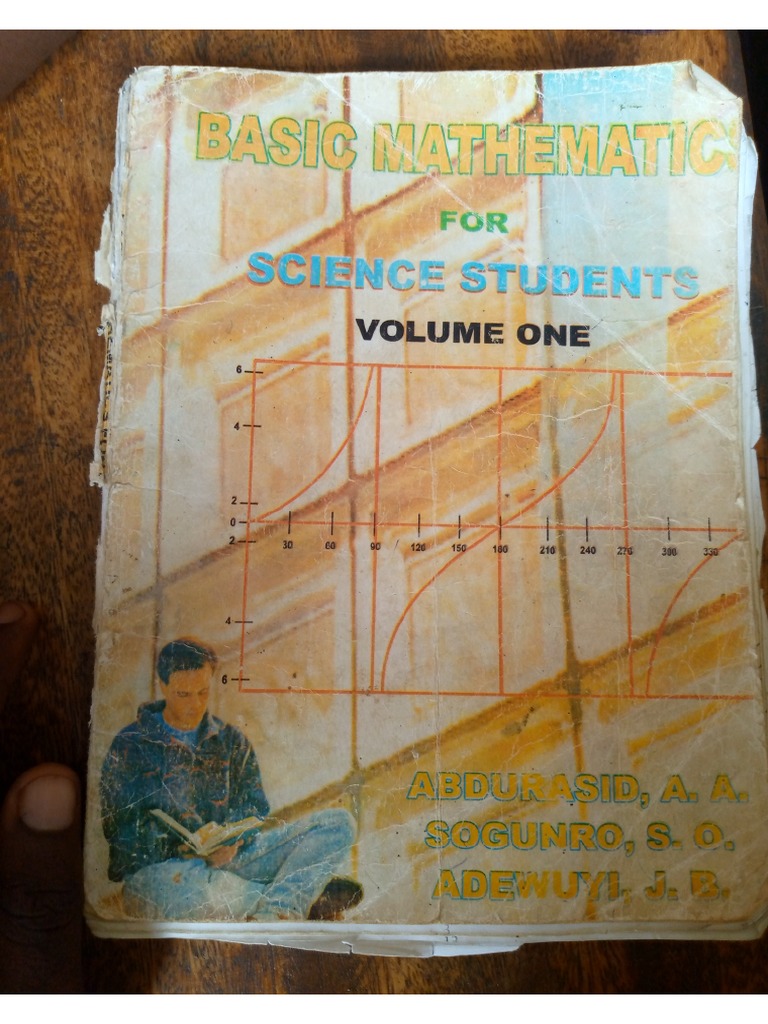 BASIC MATHEMATICS
FOR
SCIENCE STUDENTS
VOLUME ONE
6
4
2
0
2
4
6
30 60 90 120 150 180 210 240 270 300 330
ABDURASID, A. A.
SOGUNRO, S. O.
ADEWUYI, J. B.